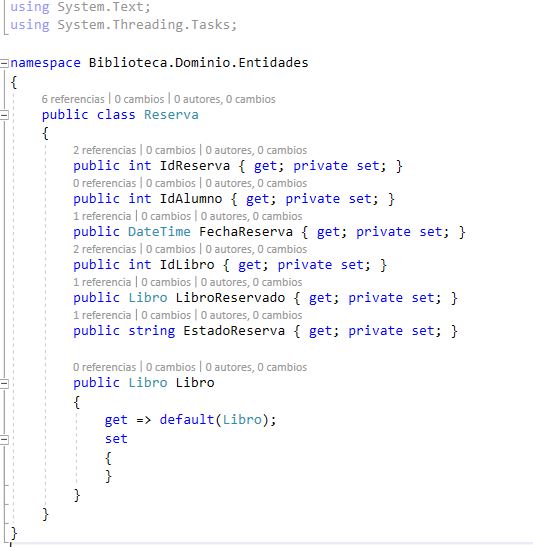 using System.Text;
using System.Threading.Tasks;
namespace Biblioteca.Dominio.Entidades
{
6 referencias | 0 cambios | 0 autores, 0 cambios
public class Reserva
{
2 referencias | 0 cambios | 0 autores, 0 cambios
public int IdReserva { get; private set; }
0 referencias | 0 cambios | 0 autores, 0 cambios
public int IdAlumno { get; private set; }
1 referencia | 0 cambios | 0 autores, 0 cambios
public DateTime FechaReserva { get; private set; }
2 referencias | 0 cambios | 0 autores, 0 cambios
public int IdLibro { get; private set; }
1 referencia | 0 cambios | 0 autores, 0 cambios
public Libro LibroReservado { get; private set; }
1 referencia | 0 cambios | 0 autores, 0 cambios
public string EstadoReserva { get; private set; }
0 referencias | 0 cambios | 0 autores, 0 cambios
public Libro Libro
{
get => default(Libro);
set
{
}
}
}
}